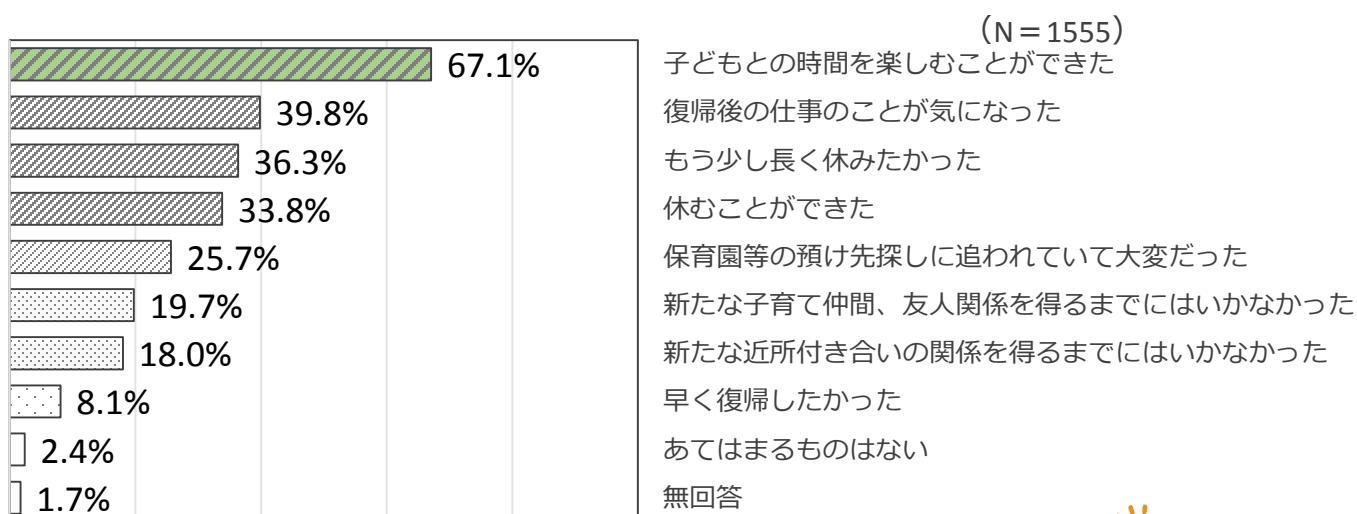 (N＝1555)
67.1% 子どもとの時間を楽しむことができた
39.8% 復帰後の仕事のことが気になった
36.3% もう少し長く休みたかった
33.8% 休むことができた
25.7% 保育園等の預け先探しに追われていて大変だった
19.7% 新たな子育て仲間、友人関係を得るまでにはいかなかった
18.0% 新たな近所付き合いの関係を得るまでにはいかなかった
8.1% 早く復帰したかった
2.4% あてはまるものはない
1.7% 無回答